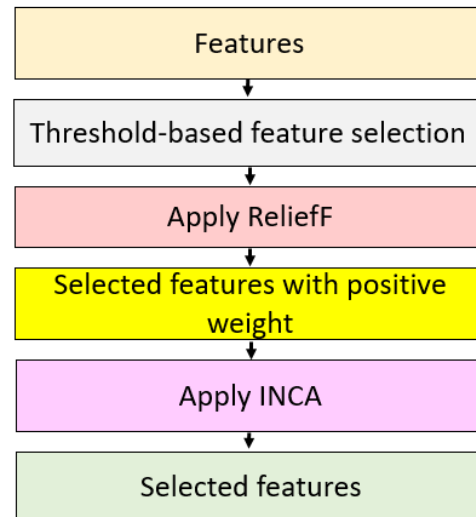 Features
Threshold-based feature selection
Apply ReliefF
Selected features with positive
weight
Apply INCA
Selected features